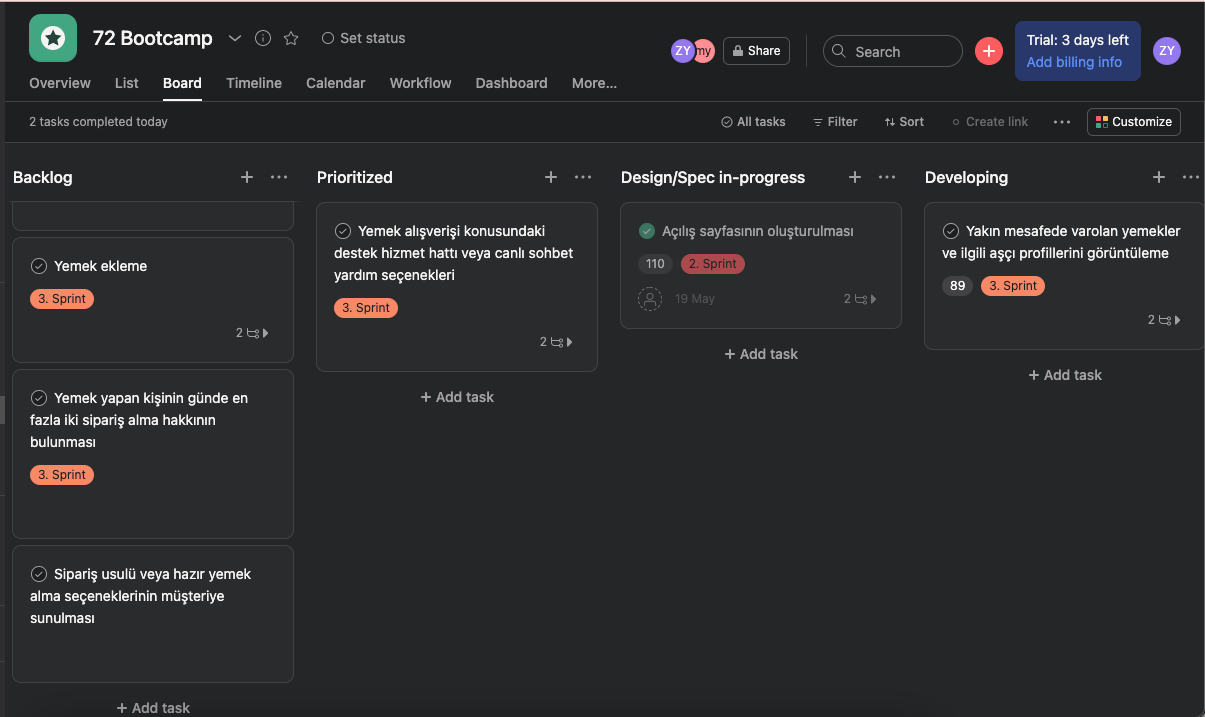 72 Bootcamp
Set status
ZY
my
Share
Search
Trial: 3 days left
Add billing info
ZY
Overview
List
Board
Timeline
Calendar
Workflow
Dashboard
More...
2 tasks completed today
All tasks
Filter
Sort
Create link
Customize
Backlog
Yemek ekleme
3. Sprint
2
Yemek yapan kişinin günde en
fazla iki sipariş alma hakkının
bulunması
3. Sprint
Sipariş usulü veya hazır yemek
alma seçeneklerinin müşteriye
sunulması
+ Add task
Prioritized
Yemek alışverişi konusundaki
destek hizmet hattı veya canlı sohbet
yardım seçenekleri
3. Sprint
2
+ Add task
Design/Spec in-progress
Açılış sayfasının oluşturulması
110
2. Sprint
19 May
2
+ Add task
Developing
Yakın mesafede varolan yemekler
ve ilgili aşçı profillerini görüntüleme
89
3. Sprint
2
+ Add task